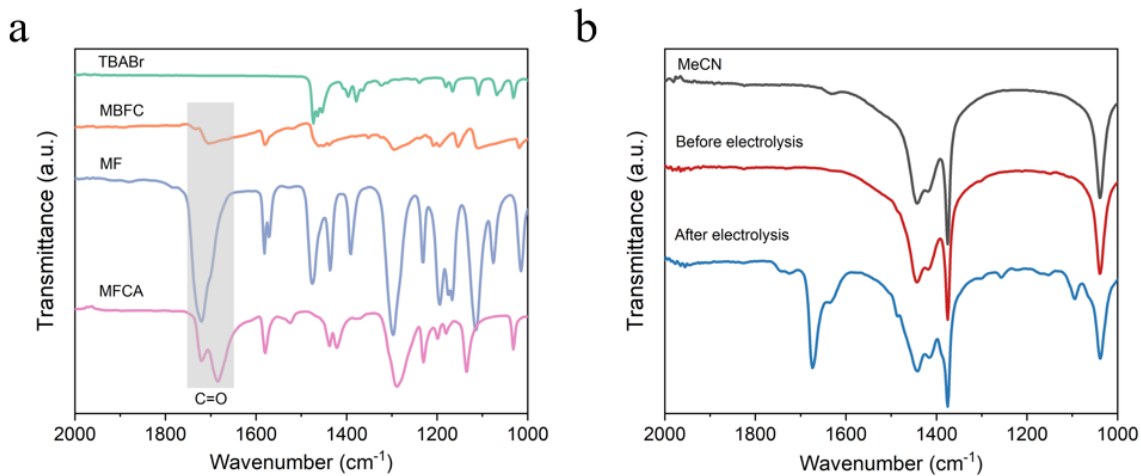 a
TBABr
MBFC
MF
MFCA
C=O
Transmittance (a.u.)
2000 1800 1600 1400 1200 1000
Wavenumber (cm⁻¹)
b
MeCN
Before electrolysis
After electrolysis
Transmittance (a.u.)
2000 1800 1600 1400 1200 1000
Wavenumber (cm⁻¹)